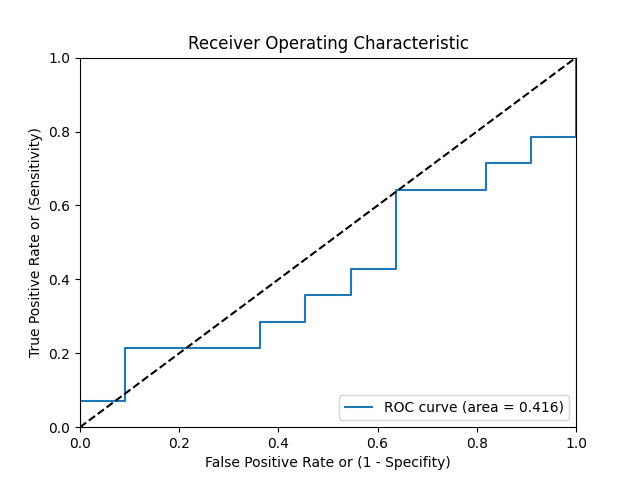 Receiver Operating Characteristic
True Positive Rate or (Sensitivity)
1.0
0.8
0.6
0.4
0.2
0.0
ROC curve (area = 0.416)
0.0 0.2 0.4 0.6 0.8 1.0
False Positive Rate or (1 - Specifity)